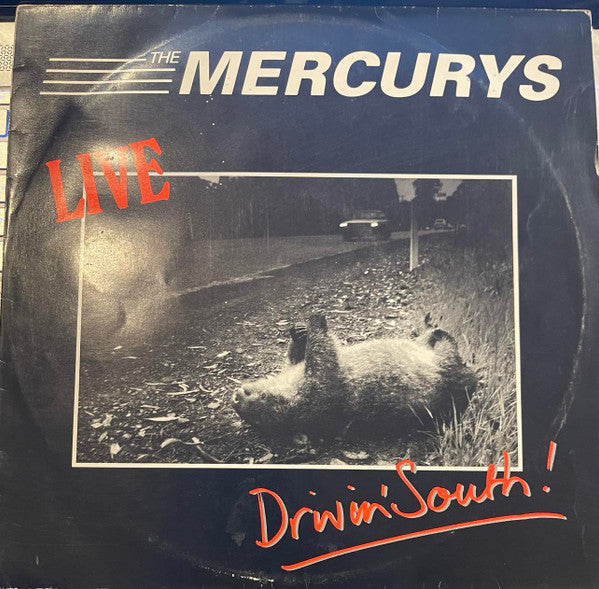 THE MERCURYS
LIVE
Drivin' South!